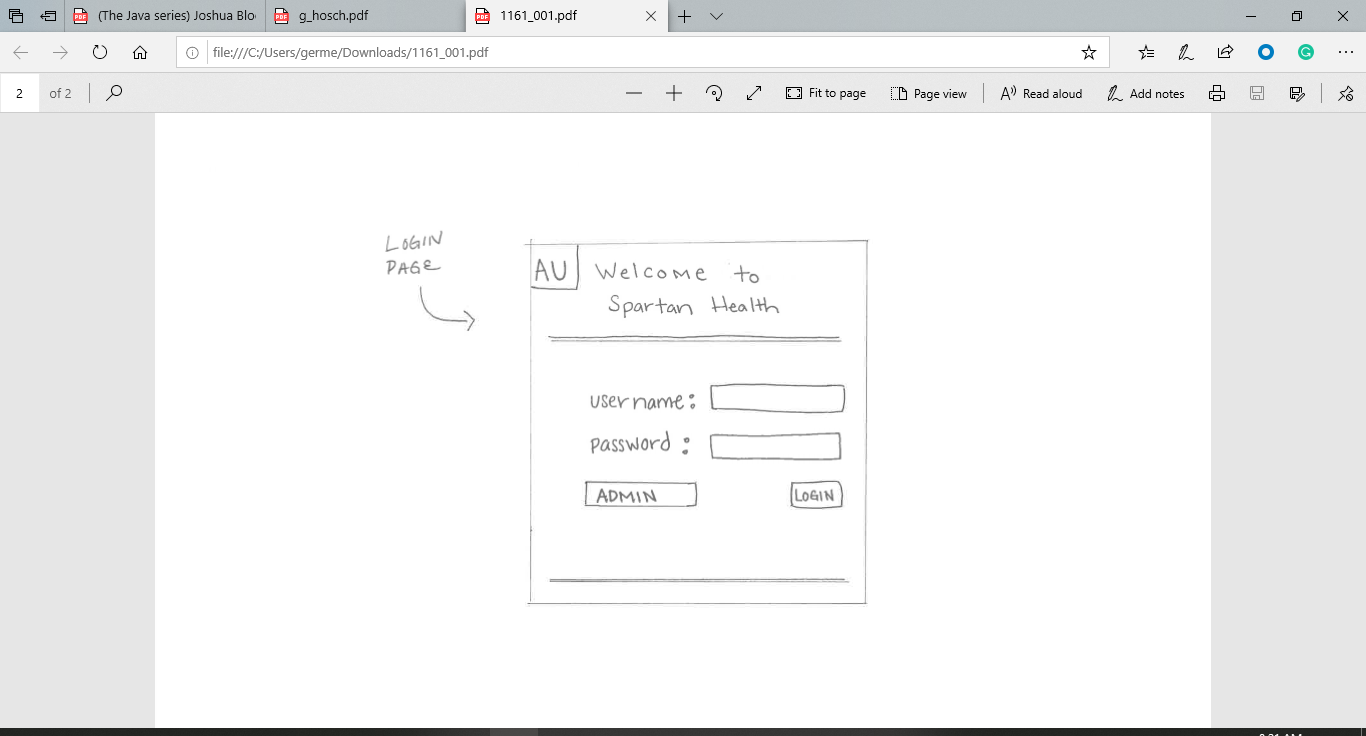 (The Java series) Joshua Blo
g_hosch.pdf
1161_001.pdf
file:///C:/Users/germe/Downloads/1161_001.pdf
2 of 2
Fit to page
Page view
Read aloud
Add notes
LOGIN
PAGE
AU
Welcome to
Spartan Health
username:
password:
ADMIN
LOGIN